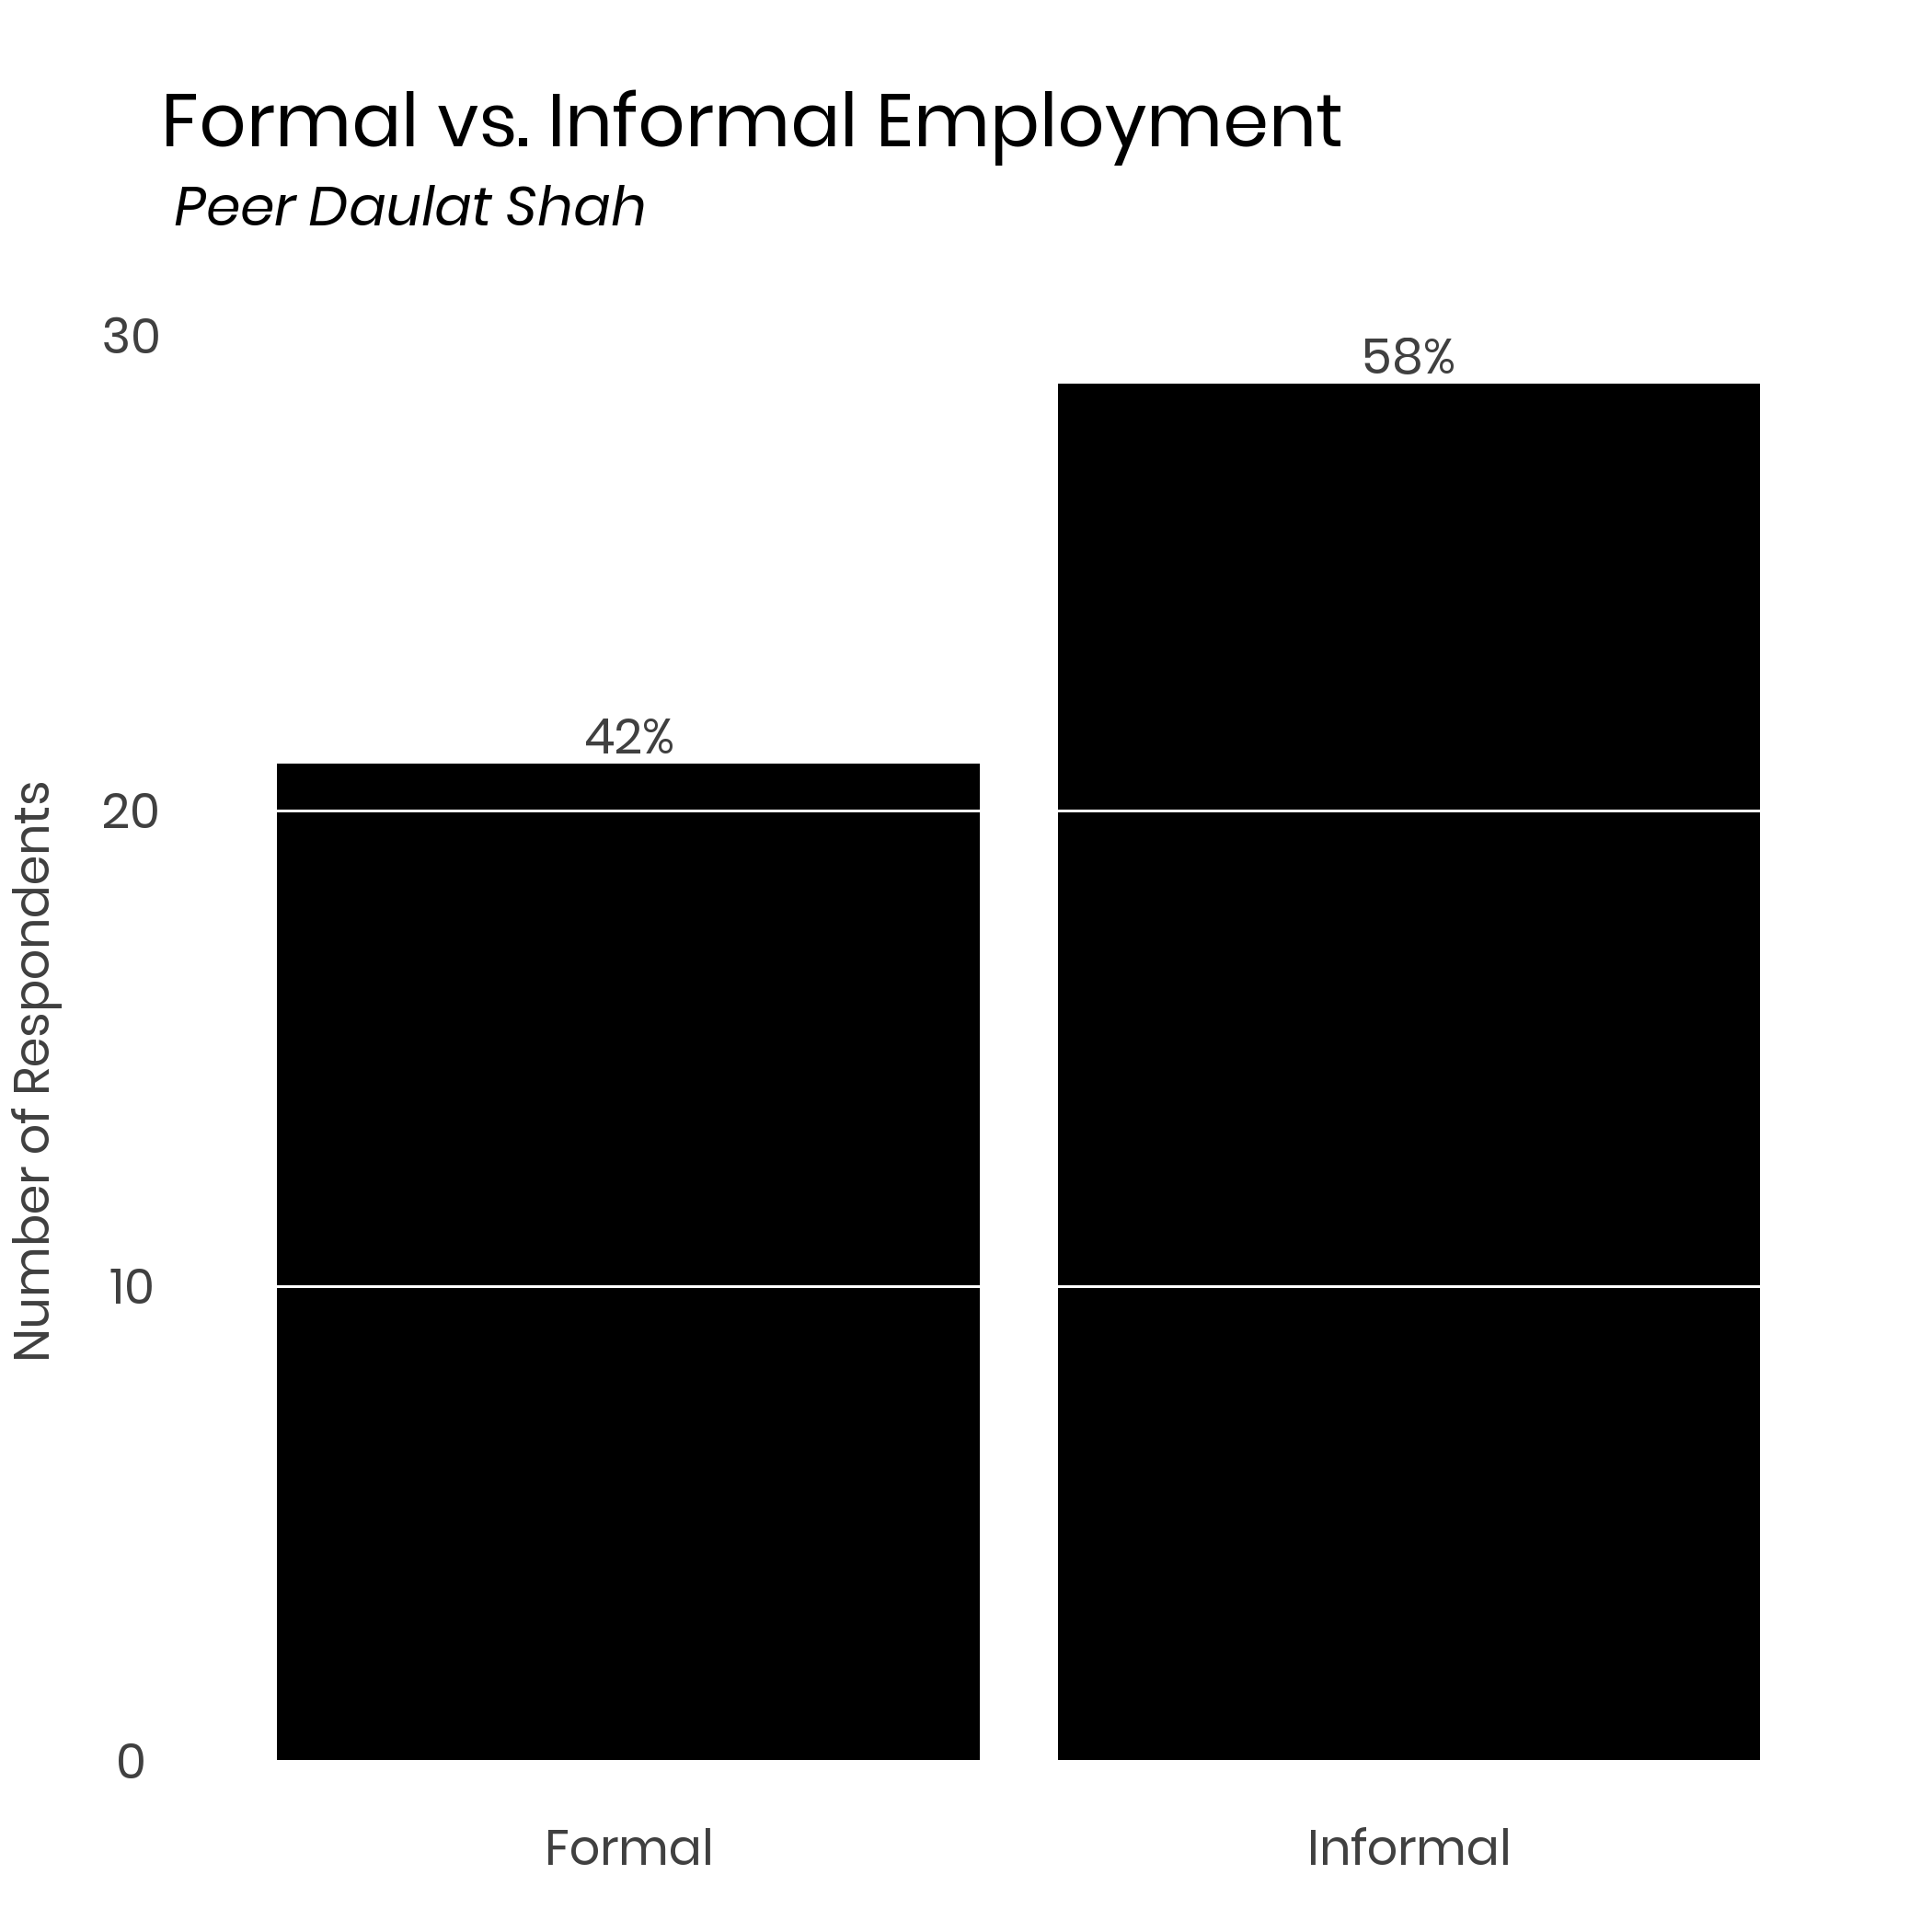 Formal vs. Informal Employment
Peer Daulat Shah
30
58%
42%
20
Number of Respondents
10
0
Formal Informal